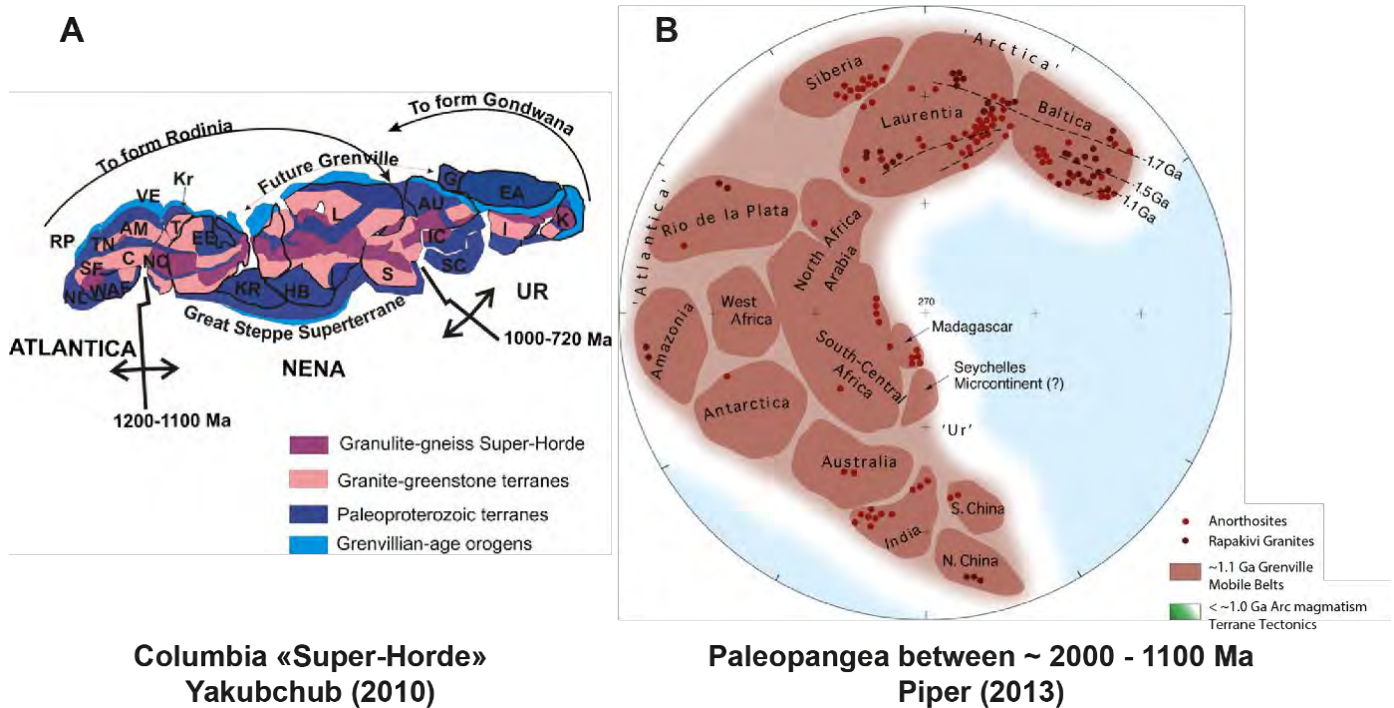 A
To form Rodinia
To form Gondwana
Future Grenville
Kr
VE
G
EA
RP
AM
T
L
AU
K
TN
EE
I
C
NC
IC
SF
S
SC
NL
WAF
KR
HB
Great Steppe Superterrane
UR
ATLANTICA
NENA
1000-720 Ma
1200-1100 Ma
Granulite-gneiss Super-Horde
Granite-greenstone terranes
Paleoproterozoic terranes
Grenvillian-age orogens
Columbia «Super-Horde»
Yakubchub (2010)
B
'Arctica'
Siberia
Laurentia
Baltica
~1.7Ga
~1.5Ga
~1.1Ga
'Atlantica'
Rio de la Plata
North Africa
Arabia
West
Africa
270
Madagascar
Amazonia
South-Central
Africa
Seychelles
Microcontinent (?)
Antarctica
'Ur'
Australia
S. China
India
N. China
Anorthosites
Rapakivi Granites
~1.1 Ga Grenville
Mobile Belts
< ~1.0 Ga Arc magmatism
Terrane Tectonics
Paleopangea between ~ 2000 - 1100 Ma
Piper (2013)